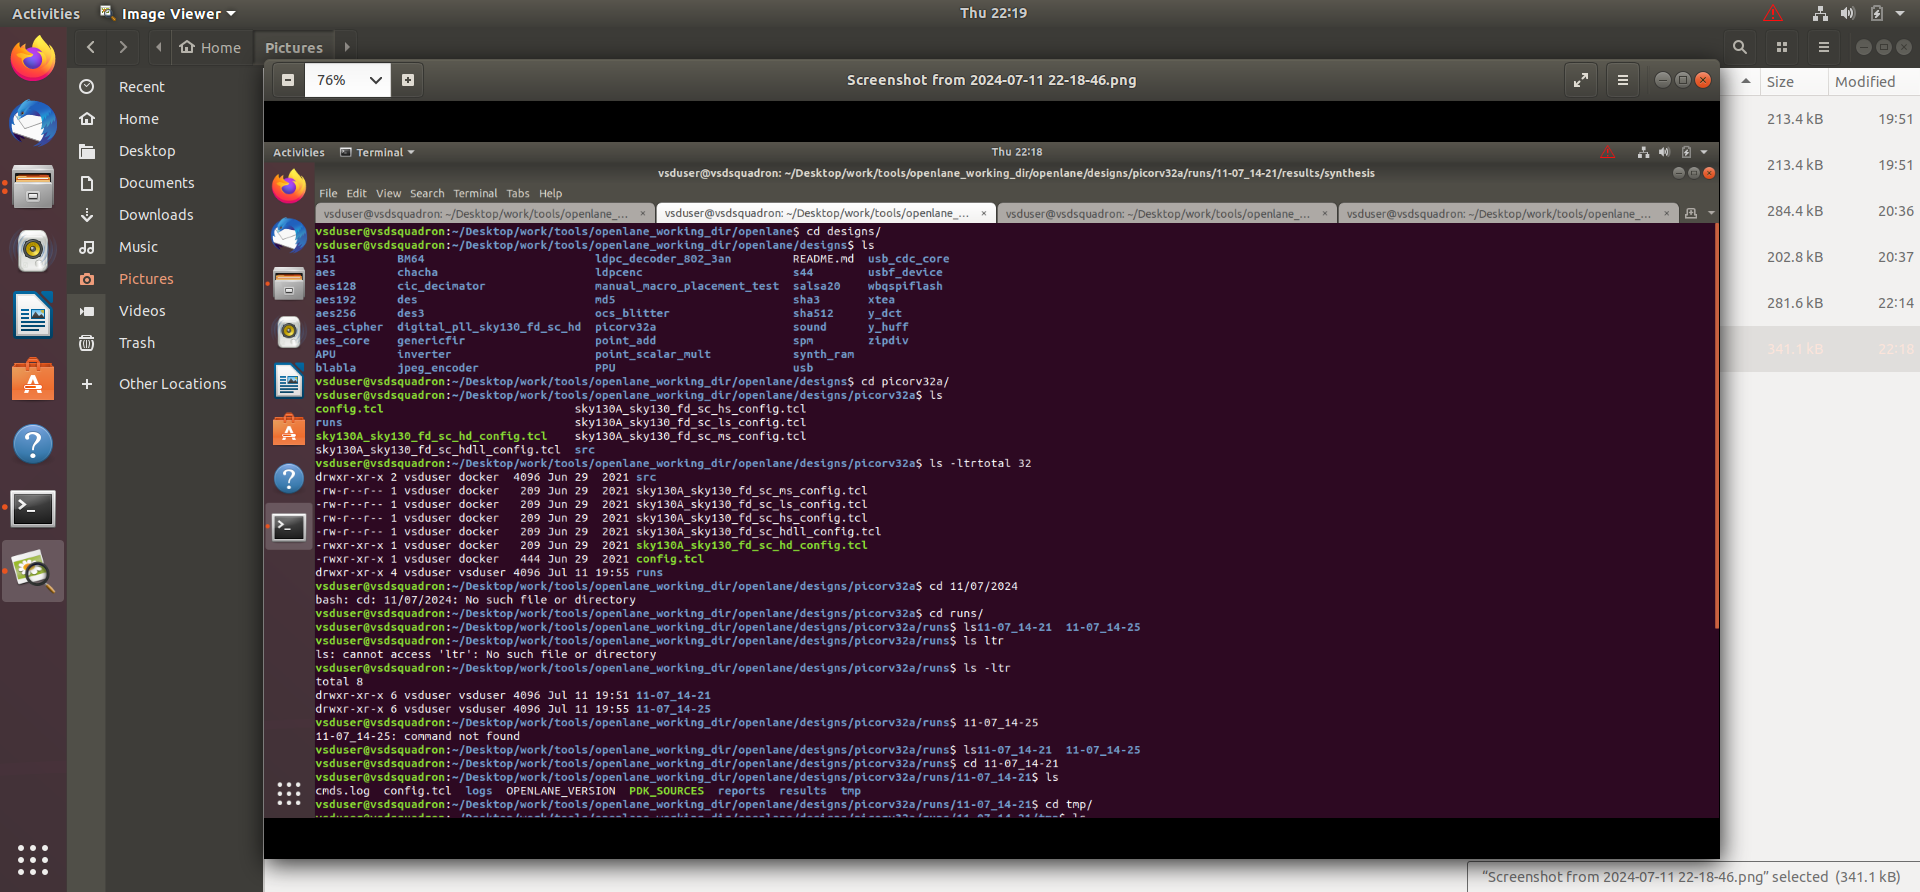 Activities Image Viewer Thu 22:19
Home Pictures
76% Screenshot from 2024-07-11 22-18-46.png
Size Modified
Recent
Home
Desktop
Documents
Downloads
Music
Pictures
Videos
Trash
Other Locations
213.4 kB 19:51
213.4 kB 19:51
284.4 kB 20:36
202.8 kB 20:37
281.6 kB 22:14
341.1 kB 22:18
Activities Terminal Thu 22:18
vsduser@vsdsquadron: ~/Desktop/work/tools/openlane_working_dir/openlane/designs/picorv32a/runs/11-07_14-21/results/synthesis
File Edit View Search Terminal Tabs Help
vsduser@vsdsquadron: ~/Desktop/work/tools/openlane_... × vsduser@vsdsquadron: ~/Desktop/work/tools/openlane_... × vsduser@vsdsquadron: ~/Desktop/work/tools/openlane_... × vsduser@vsdsquadron: ~/Desktop/work/tools/openlane_... ×
vsduser@vsdsquadron:~/Desktop/work/tools/openlane_working_dir/openlane$ cd designs/
vsduser@vsdsquadron:~/Desktop/work/tools/openlane_working_dir/openlane/designs$ ls
151 BM64 ldpc_decoder_802_3an README.md usb_cdc_core
aes chacha ldpcenc s44 usbf_device
aes128 cic_decimator manual_macro_placement_test salsa20 wbqspiflash
aes192 des md5 sha3 xtea
aes256 des3 ocs_blitter sha512 y_dct
aes_cipher digital_pll_sky130_fd_sc_hd picorv32a sound y_huff
aes_core genericfir point_add spm zipdiv
APU inverter point_scalar_mult synth_ram
blabla jpeg_encoder PPU usb
vsduser@vsdsquadron:~/Desktop/work/tools/openlane_working_dir/openlane/designs$ cd picorv32a/
vsduser@vsdsquadron:~/Desktop/work/tools/openlane_working_dir/openlane/designs/picorv32a$ ls
config.tcl sky130A_sky130_fd_sc_hs_config.tcl
runs sky130A_sky130_fd_sc_ls_config.tcl
sky130A_sky130_fd_sc_hd_config.tcl sky130A_sky130_fd_sc_ms_config.tcl
sky130A_sky130_fd_sc_hdll_config.tcl src
vsduser@vsdsquadron:~/Desktop/work/tools/openlane_working_dir/openlane/designs/picorv32a$ ls -ltrtotal 32
drwxr-xr-x 2 vsduser docker 4096 Jun 29 2021 src
-rw-r--r-- 1 vsduser docker 209 Jun 29 2021 sky130A_sky130_fd_sc_ms_config.tcl
-rw-r--r-- 1 vsduser docker 209 Jun 29 2021 sky130A_sky130_fd_sc_ls_config.tcl
-rw-r--r-- 1 vsduser docker 209 Jun 29 2021 sky130A_sky130_fd_sc_hs_config.tcl
-rw-r--r-- 1 vsduser docker 209 Jun 29 2021 sky130A_sky130_fd_sc_hdll_config.tcl
-rwxr-xr-x 1 vsduser docker 209 Jun 29 2021 sky130A_sky130_fd_sc_hd_config.tcl
-rwxr-xr-x 1 vsduser docker 444 Jun 29 2021 config.tcl
drwxr-xr-x 4 vsduser vsduser 4096 Jul 11 19:55 runs
vsduser@vsdsquadron:~/Desktop/work/tools/openlane_working_dir/openlane/designs/picorv32a$ cd 11/07/2024
bash: cd: 11/07/2024: No such file or directory
vsduser@vsdsquadron:~/Desktop/work/tools/openlane_working_dir/openlane/designs/picorv32a$ cd runs/
vsduser@vsdsquadron:~/Desktop/work/tools/openlane_working_dir/openlane/designs/picorv32a/runs$ ls11-07_14-21 11-07_14-25
vsduser@vsdsquadron:~/Desktop/work/tools/openlane_working_dir/openlane/designs/picorv32a/runs$ ls ltr
ls: cannot access 'ltr': No such file or directory
vsduser@vsdsquadron:~/Desktop/work/tools/openlane_working_dir/openlane/designs/picorv32a/runs$ ls -ltr
total 8
drwxr-xr-x 6 vsduser vsduser 4096 Jul 11 19:51 11-07_14-21
drwxr-xr-x 6 vsduser vsduser 4096 Jul 11 19:55 11-07_14-25
vsduser@vsdsquadron:~/Desktop/work/tools/openlane_working_dir/openlane/designs/picorv32a/runs$ 11-07_14-25
11-07_14-25: command not found
vsduser@vsdsquadron:~/Desktop/work/tools/openlane_working_dir/openlane/designs/picorv32a/runs$ ls11-07_14-21 11-07_14-25
vsduser@vsdsquadron:~/Desktop/work/tools/openlane_working_dir/openlane/designs/picorv32a/runs$ cd 11-07_14-21
vsduser@vsdsquadron:~/Desktop/work/tools/openlane_working_dir/openlane/designs/picorv32a/runs/11-07_14-21$ ls
cmds.log config.tcl logs OPENLANE_VERSION PDK_SOURCES reports results tmp
vsduser@vsdsquadron:~/Desktop/work/tools/openlane_working_dir/openlane/designs/picorv32a/runs/11-07_14-21$ cd tmp/
"Screenshot from 2024-07-11 22-18-46.png" selected (341.1 kB)